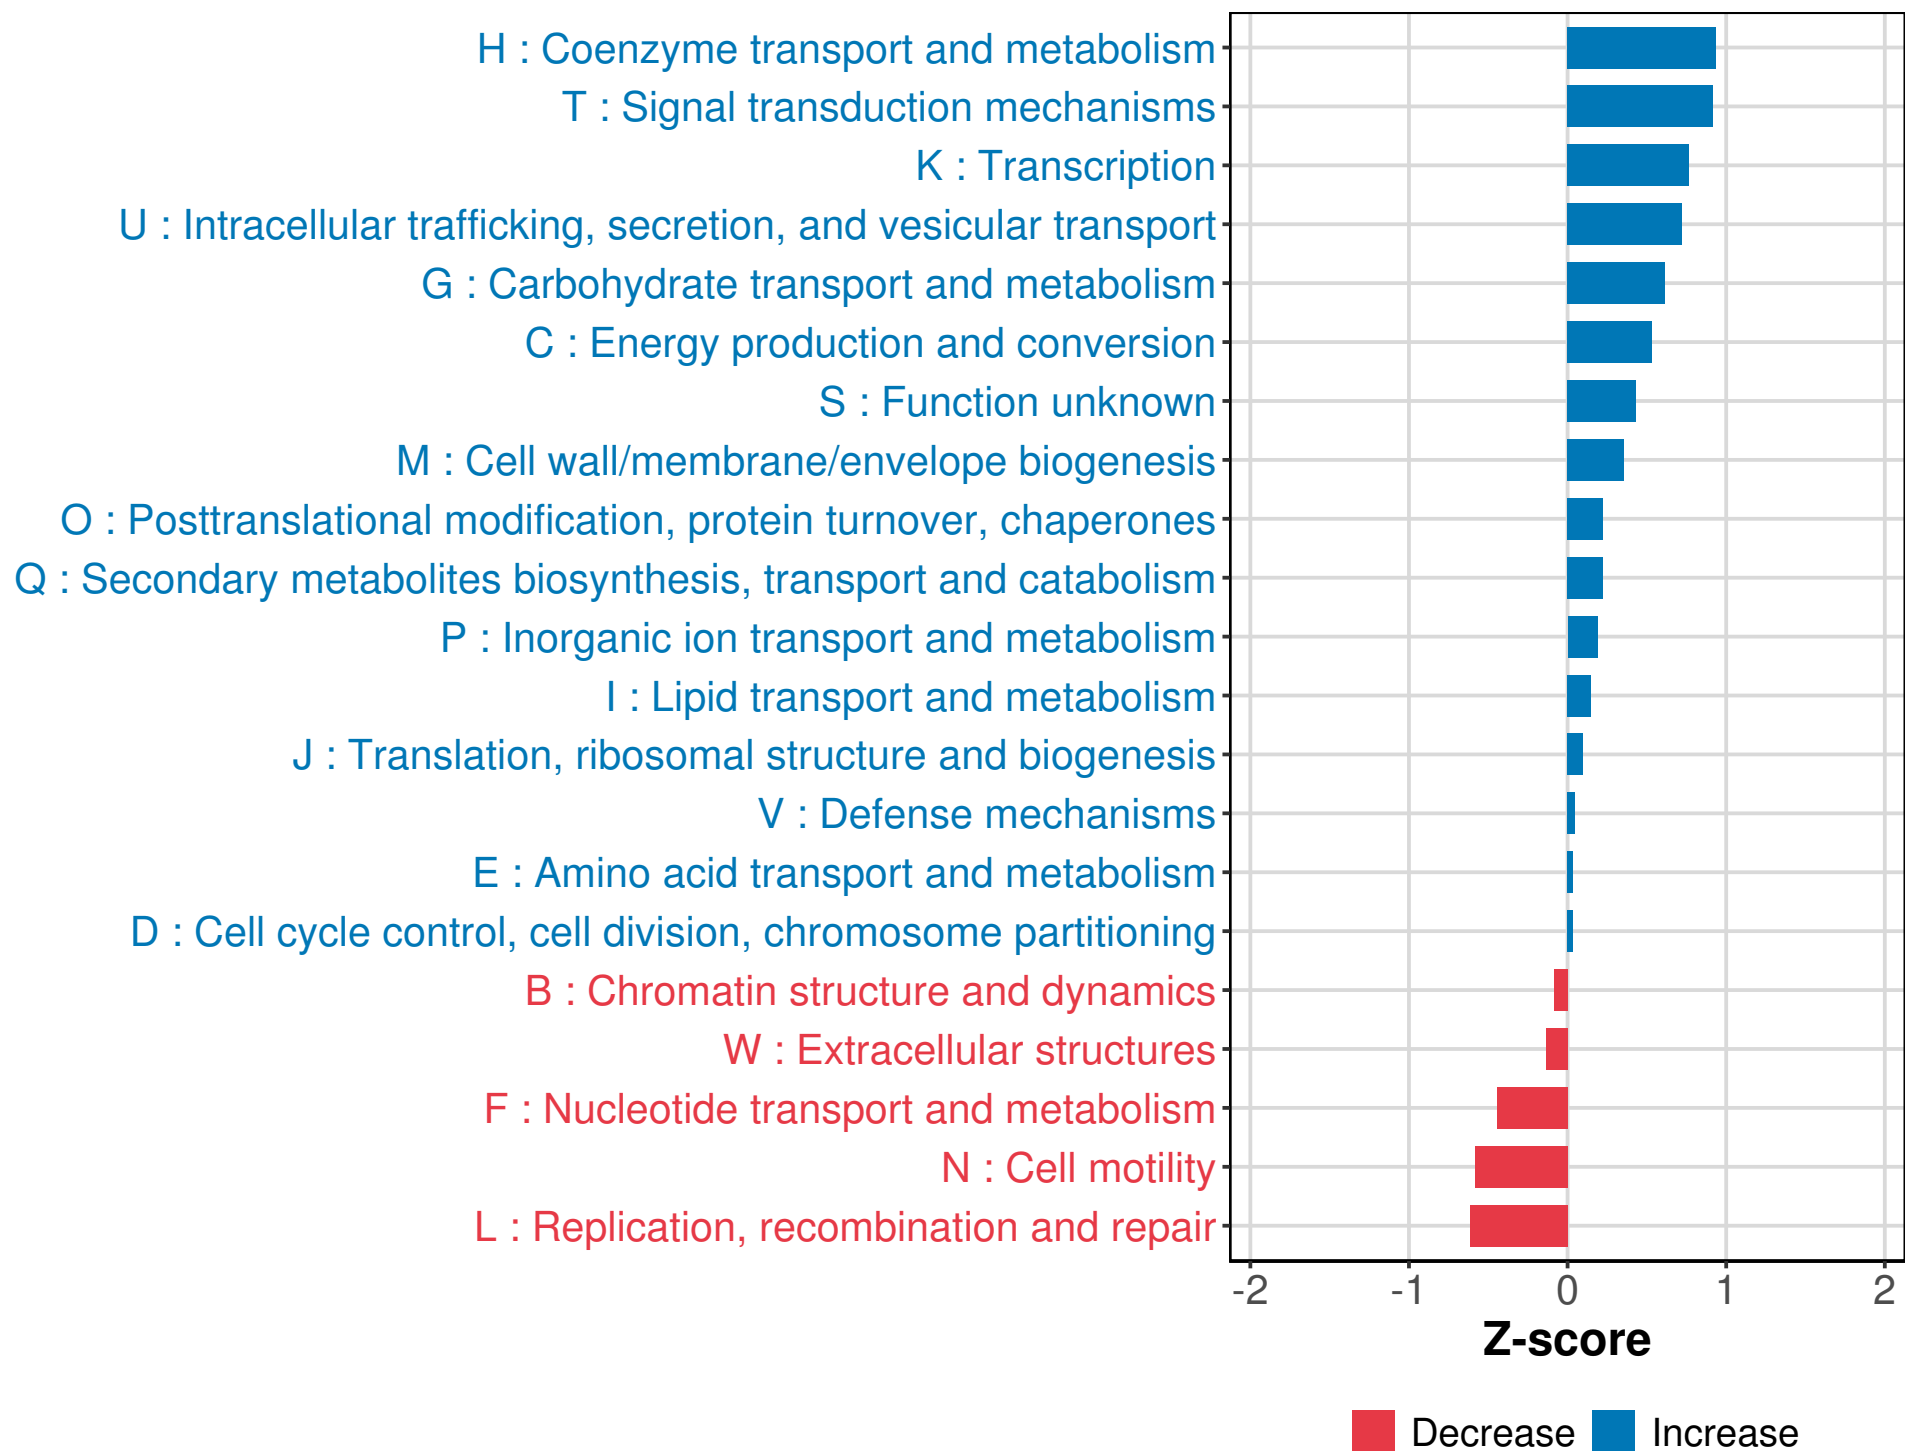 H : Coenzyme transport and metabolism
T : Signal transduction mechanisms
K : Transcription
U : Intracellular trafficking, secretion, and vesicular transport
G : Carbohydrate transport and metabolism
C : Energy production and conversion
S : Function unknown
M : Cell wall/membrane/envelope biogenesis
O : Posttranslational modification, protein turnover, chaperones
Q : Secondary metabolites biosynthesis, transport and catabolism
P : Inorganic ion transport and metabolism
I : Lipid transport and metabolism
J : Translation, ribosomal structure and biogenesis
V : Defense mechanisms
E : Amino acid transport and metabolism
D : Cell cycle control, cell division, chromosome partitioning
B : Chromatin structure and dynamics
W : Extracellular structures
F : Nucleotide transport and metabolism
N : Cell motility
L : Replication, recombination and repair
-2 -1 0 1 2
Z-score
Decrease Increase